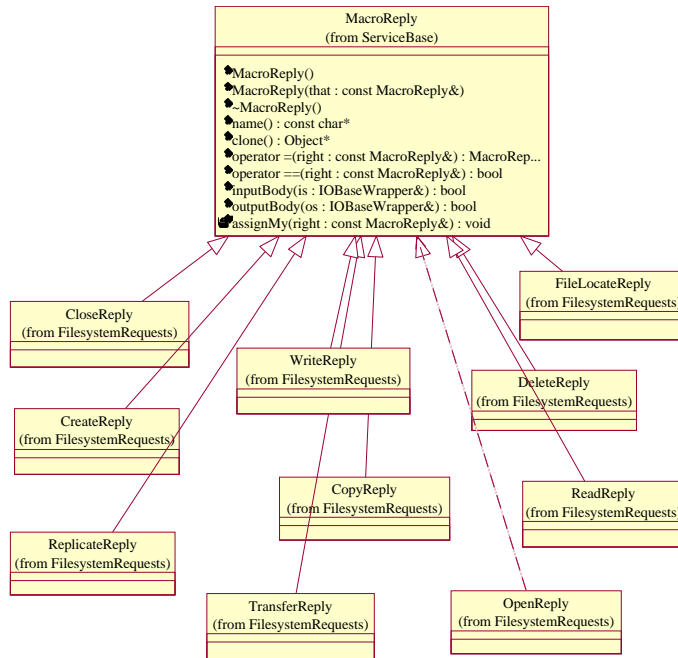 MacroReply
(from ServiceBase)
MacroReply()
MacroReply(that : const MacroReply&)
~MacroReply()
name() : const char*
clone() : Object*
operator =(right : const MacroReply&) : MacroRep...
operator ==(right : const MacroReply&) : bool
inputBody(is : IOBaseWrapper&) : bool
outputBody(os : IOBaseWrapper&) : bool
assignMy(right : const MacroReply&) : void
FileLocateReply
(from FilesystemRequests)
CloseReply
(from FilesystemRequests)
WriteReply
(from FilesystemRequests)
DeleteReply
(from FilesystemRequests)
CreateReply
(from FilesystemRequests)
CopyReply
(from FilesystemRequests)
ReadReply
(from FilesystemRequests)
ReplicateReply
(from FilesystemRequests)
TransferReply
(from FilesystemRequests)
OpenReply
(from FilesystemRequests)